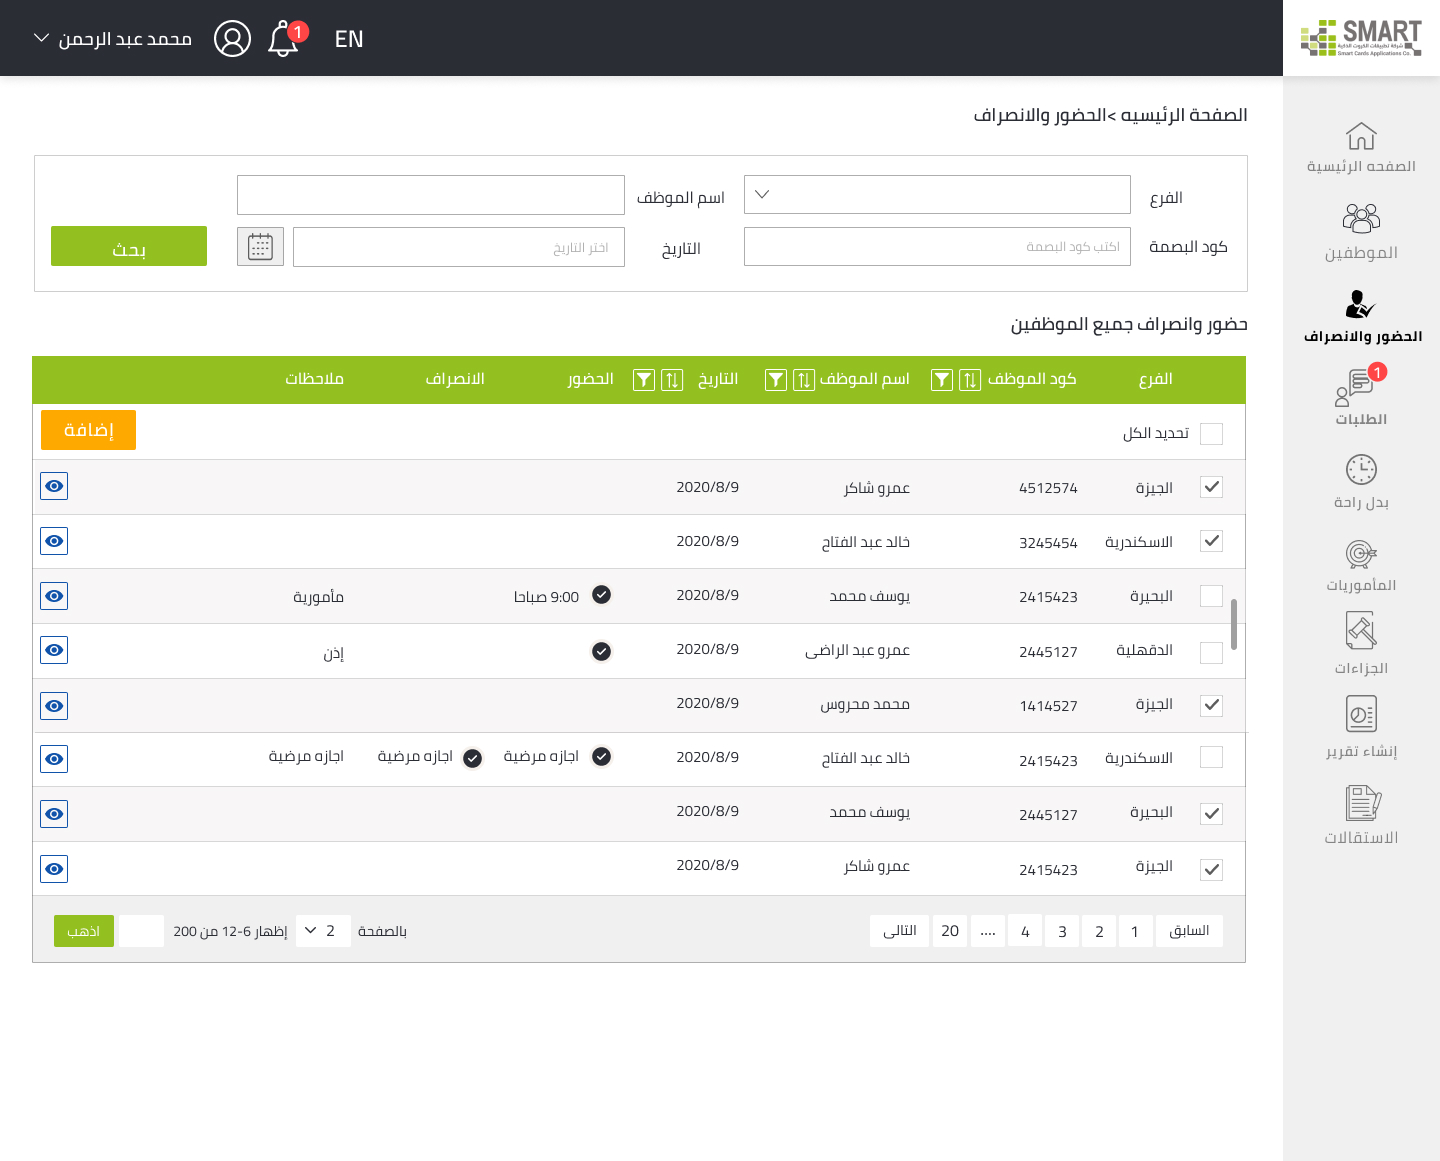 SMART
شركة تطبيقات الكروت الذكية
Smart Cards Applications Co.
EN
1
محمد عبد الرحمن
الصفحه الرئيسية
الموظفين
الحضور والانصراف
1
الطلبات
بدل راحة
المأموريات
الجزاءات
إنشاء تقرير
الاستقالات
الصفحة الرئيسيه >الحضور والانصراف
الفرع
اسم الموظف
كود البصمة اكتب كود البصمة
التاريخ اختر التاريخ
بحث
حضور وانصراف جميع الموظفين
الفرع كود الموظف اسم الموظف التاريخ الحضور الانصراف ملاحظات
تحديد الكل إضافة
الجيزة 4512574 عمرو شاكر 2020/8/9
الاسكندرية 3245454 خالد عبد الفتاح 2020/8/9
البحيرة 2415423 يوسف محمد 2020/8/9 9:00 صباحا مأمورية
الدقهلية 2445127 عمرو عبد الراضى 2020/8/9 إذن
الجيزة 1414527 محمد محروس 2020/8/9
الاسكندرية 2415423 خالد عبد الفتاح 2020/8/9 اجازه مرضية اجازه مرضية اجازه مرضية
البحيرة 2445127 يوسف محمد 2020/8/9
الجيزة 2415423 عمرو شاكر 2020/8/9
السابق 1 2 3 4 .... 20 التالى
بالصفحة 2 إظهار 6-12 من 200 اذهب